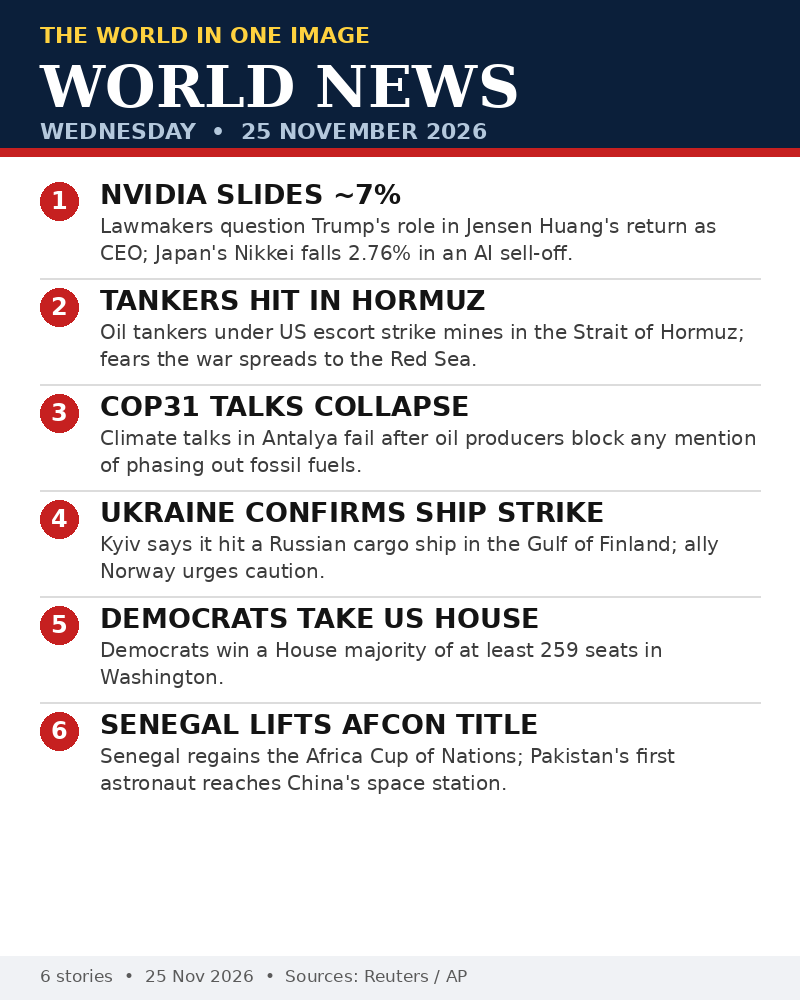 THE WORLD IN ONE IMAGE
WORLD NEWS
WEDNESDAY • 25 NOVEMBER 2026
1 NVIDIA SLIDES ~7%
Lawmakers question Trump's role in Jensen Huang's return as
CEO; Japan's Nikkei falls 2.76% in an AI sell-off.
2 TANKERS HIT IN HORMUZ
Oil tankers under US escort strike mines in the Strait of Hormuz;
fears the war spreads to the Red Sea.
3 COP31 TALKS COLLAPSE
Climate talks in Antalya fail after oil producers block any mention
of phasing out fossil fuels.
4 UKRAINE CONFIRMS SHIP STRIKE
Kyiv says it hit a Russian cargo ship in the Gulf of Finland; ally
Norway urges caution.
5 DEMOCRATS TAKE US HOUSE
Democrats win a House majority of at least 259 seats in
Washington.
6 SENEGAL LIFTS AFCON TITLE
Senegal regains the Africa Cup of Nations; Pakistan's first
astronaut reaches China's space station.
6 stories • 25 Nov 2026 • Sources: Reuters / AP